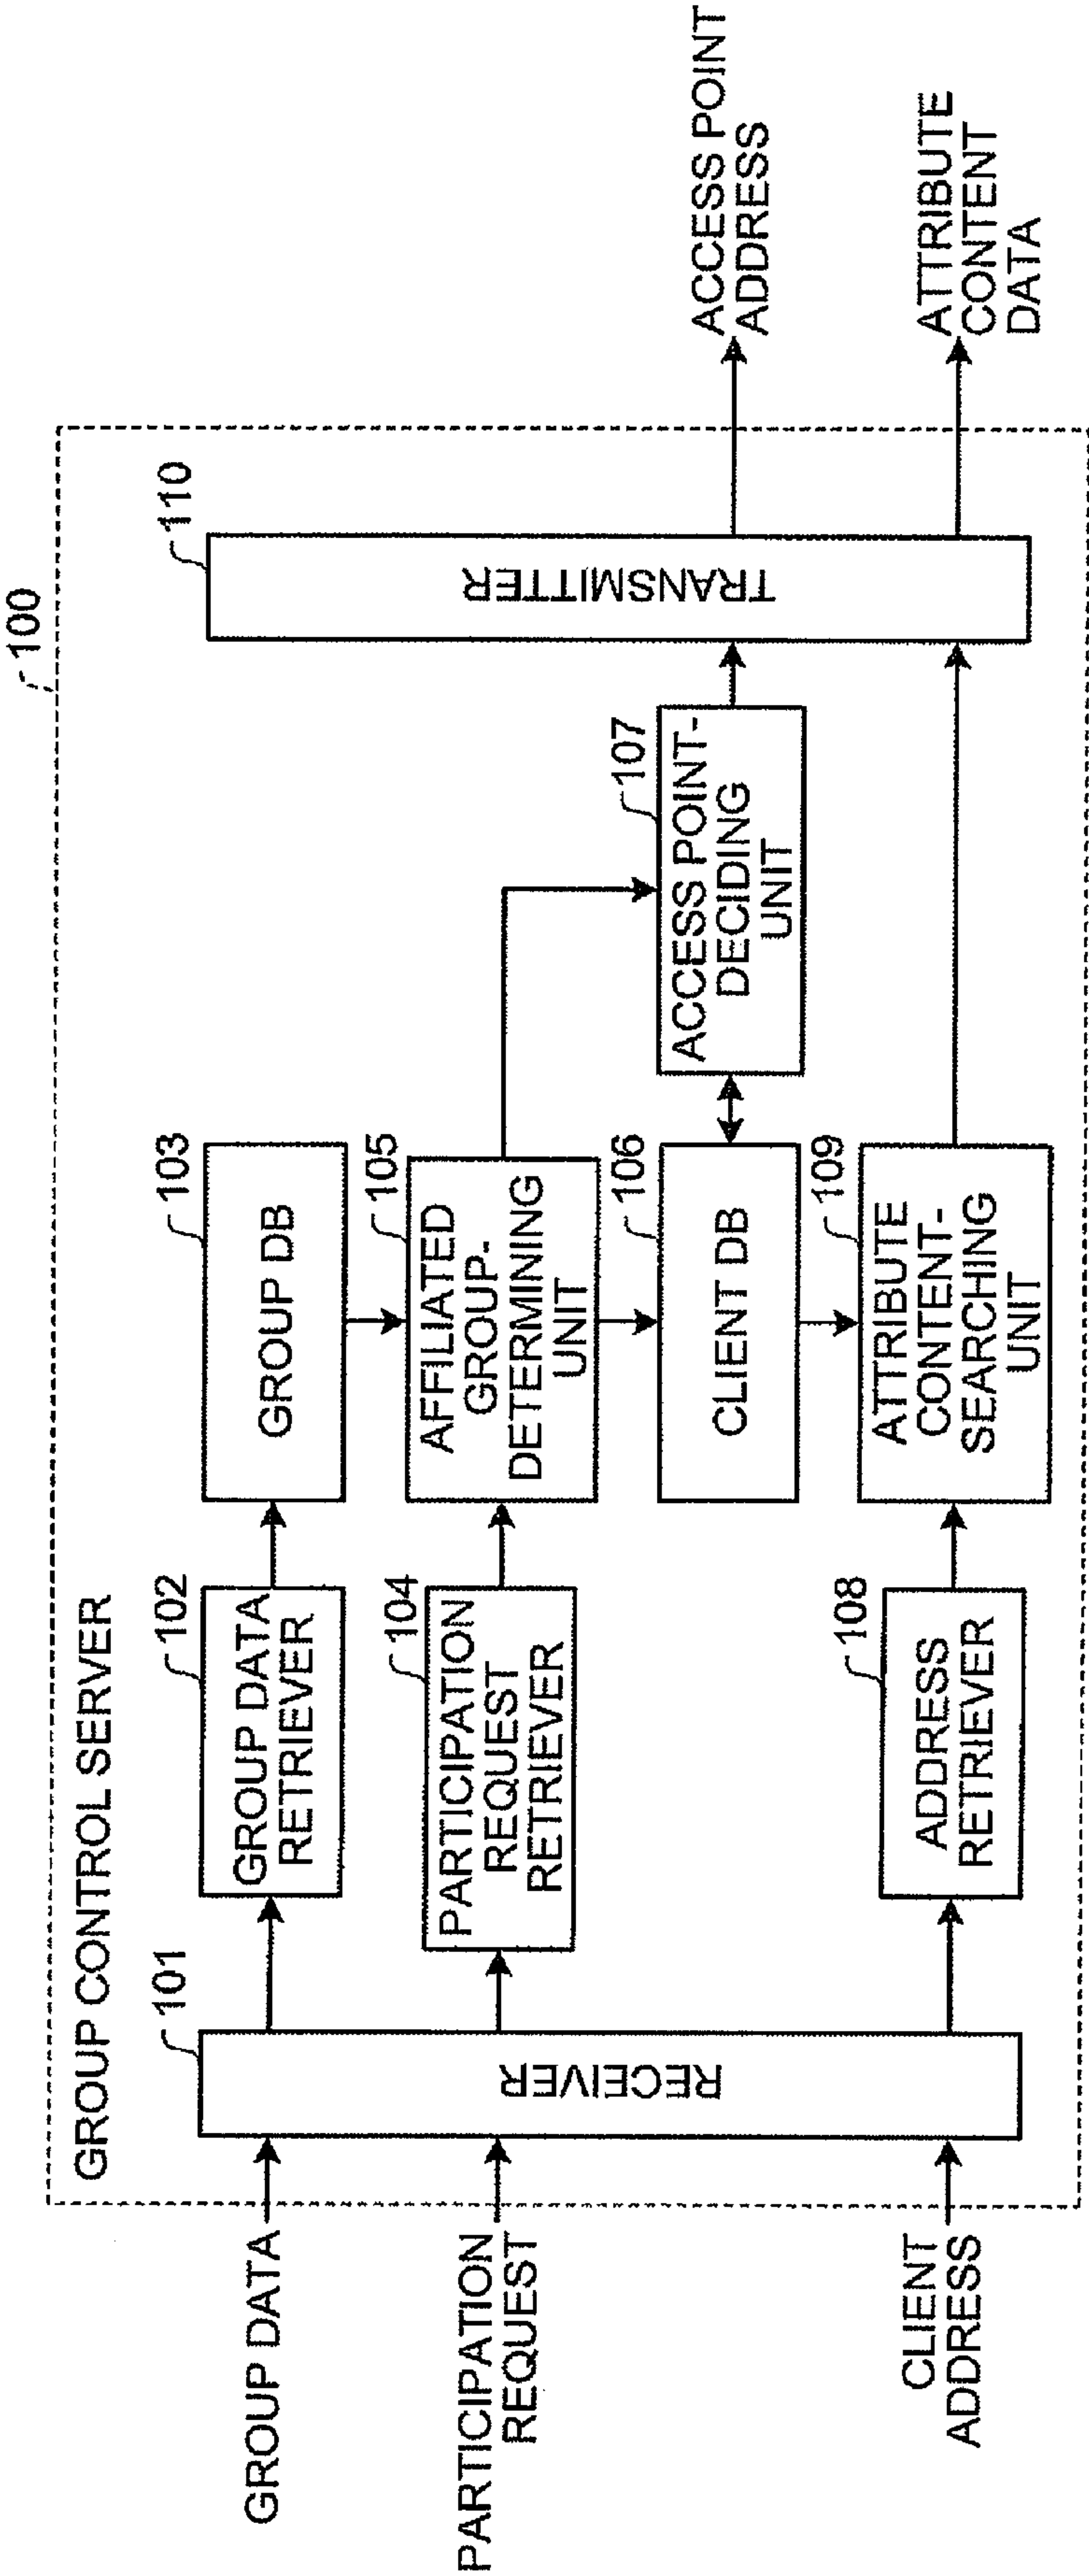 100
GROUP CONTROL SERVER
GROUP DATA
PARTICIPATION
REQUEST
CLIENT
ADDRESS
101
RECEIVER
102
GROUP DATA
RETRIEVER
104
PARTICIPATION
REQUEST
RETRIEVER
108
ADDRESS
RETRIEVER
103
GROUP DB
105
AFFILIATED
GROUP-
DETERMINING
UNIT
106
CLIENT DB
109
ATTRIBUTE
CONTENT-
SEARCHING
UNIT
107
ACCESS POINT-
DECIDING
UNIT
110
TRANSMITTER
ACCESS POINT
ADDRESS
ATTRIBUTE
CONTENT
DATA